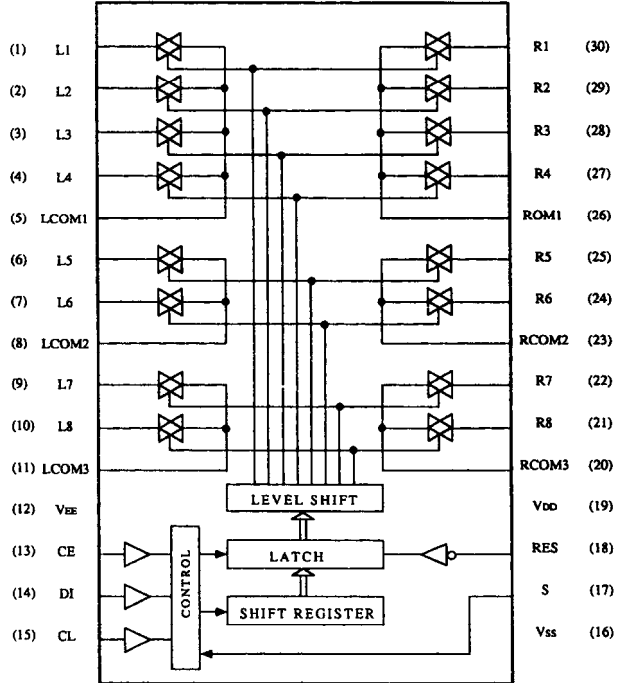 (1) L1 R1 (30)
(2) L2 R2 (29)
(3) L3 R3 (28)
(4) L4 R4 (27)
(5) LCOM1 ROM1 (26)
(6) L5 R5 (25)
(7) L6 R6 (24)
(8) LCOM2 RCOM2 (23)
(9) L7 R7 (22)
(10) L8 R8 (21)
(11) LCOM3 RCOM3 (20)
LEVEL SHIFT
(12) VEE VDD (19)
(13) CE LATCH RES (18)
CONTROL
(14) DI SHIFT REGISTER S (17)
(15) CL Vss (16)